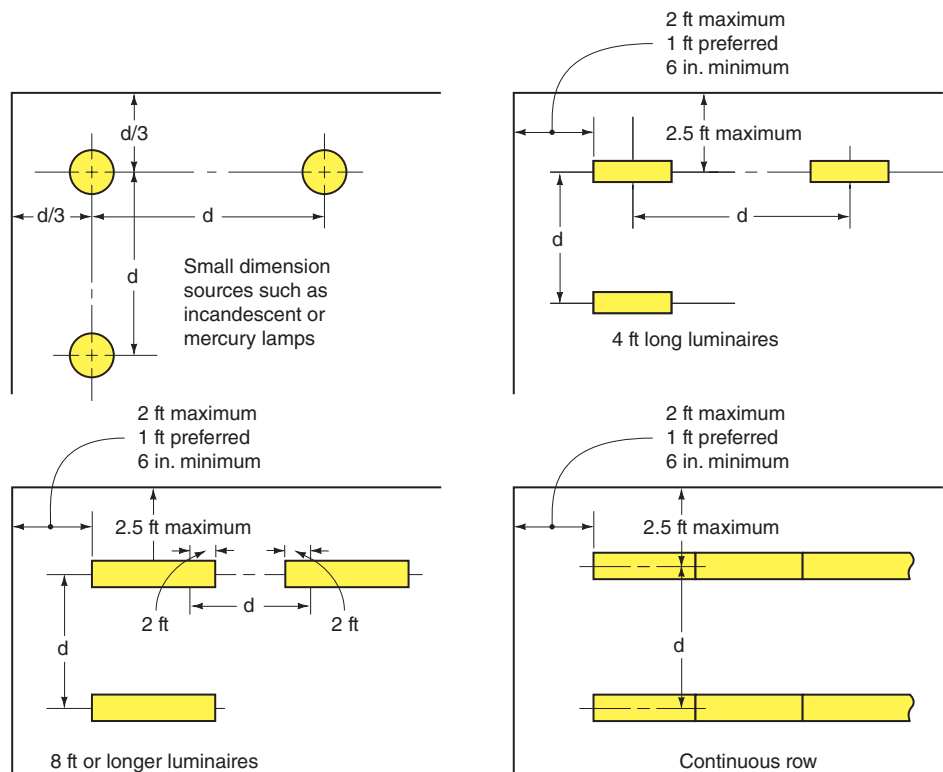 d/3
d/3
d
d
Small dimension
sources such as
incandescent or
mercury lamps
2 ft maximum
1 ft preferred
6 in. minimum
2.5 ft maximum
d
d
4 ft long luminaires
2 ft maximum
1 ft preferred
6 in. minimum
2.5 ft maximum
d
2 ft
2 ft
d
8 ft or longer luminaires
2 ft maximum
1 ft preferred
6 in. minimum
2.5 ft maximum
d
Continuous row